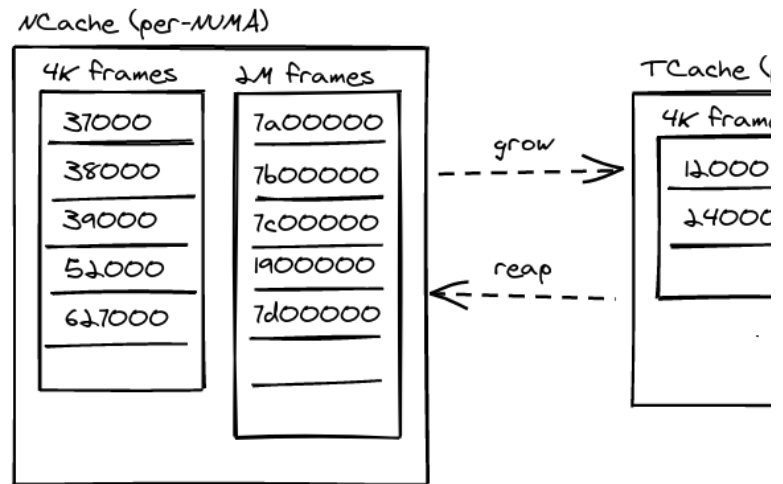 NCache (per-NUMA)
4K frames
2M frames
37000
38000
39000
52000
627000
7a00000
7b00000
7c00000
1900000
7d00000
grow
reap
TCache (
4K frame
12000
24000